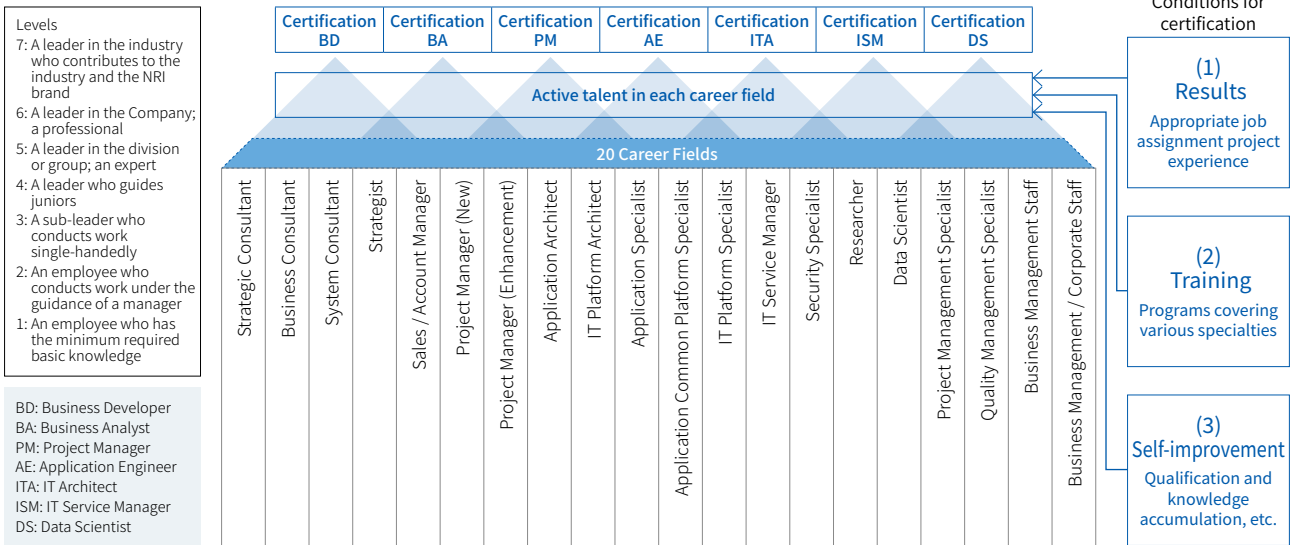 Levels
7: A leader in the industry
who contributes to the
industry and the NRI
brand
6: A leader in the Company;
a professional
5: A leader in the division
or group; an expert
4: A leader who guides
juniors
3: A sub-leader who
conducts work
single-handedly
2: An employee who
conducts work under the
guidance of a manager
1: An employee who has
the minimum required
basic knowledge
BD: Business Developer
BA: Business Analyst
PM: Project Manager
AE: Application Engineer
ITA: IT Architect
ISM: IT Service Manager
DS: Data Scientist
Certification
BD
Certification
BA
Certification
PM
Certification
AE
Certification
ITA
Certification
ISM
Certification
DS
Active talent in each career field
20 Career Fields
Strategic Consultant
Business Consultant
System Consultant
Strategist
Sales / Account Manager
Project Manager (New)
Project Manager (Enhancement)
Application Architect
IT Platform Architect
Application Specialist
Application Common Platform Specialist
IT Platform Specialist
IT Service Manager
Security Specialist
Researcher
Data Scientist
Project Management Specialist
Quality Management Specialist
Business Management Staff
Business Management / Corporate Staff
Conditions for
certification
(1)
Results
Appropriate job
assignment project
experience
(2)
Training
Programs covering
various specialties
(3)
Self-improvement
Qualification and
knowledge
accumulation, etc.